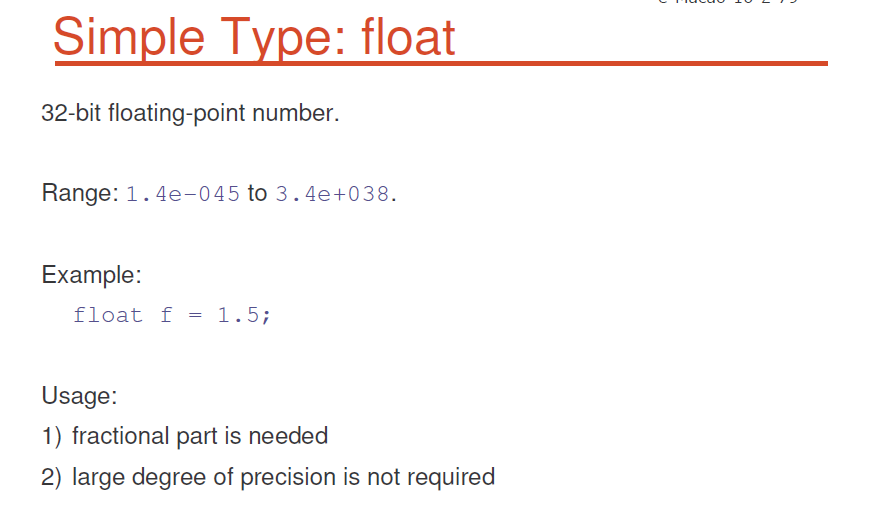 Simple Type: float
32-bit floating-point number.
Range: 1.4e-045 to 3.4e+038.
Example:
float f = 1.5;
Usage:
1) fractional part is needed
2) large degree of precision is not required